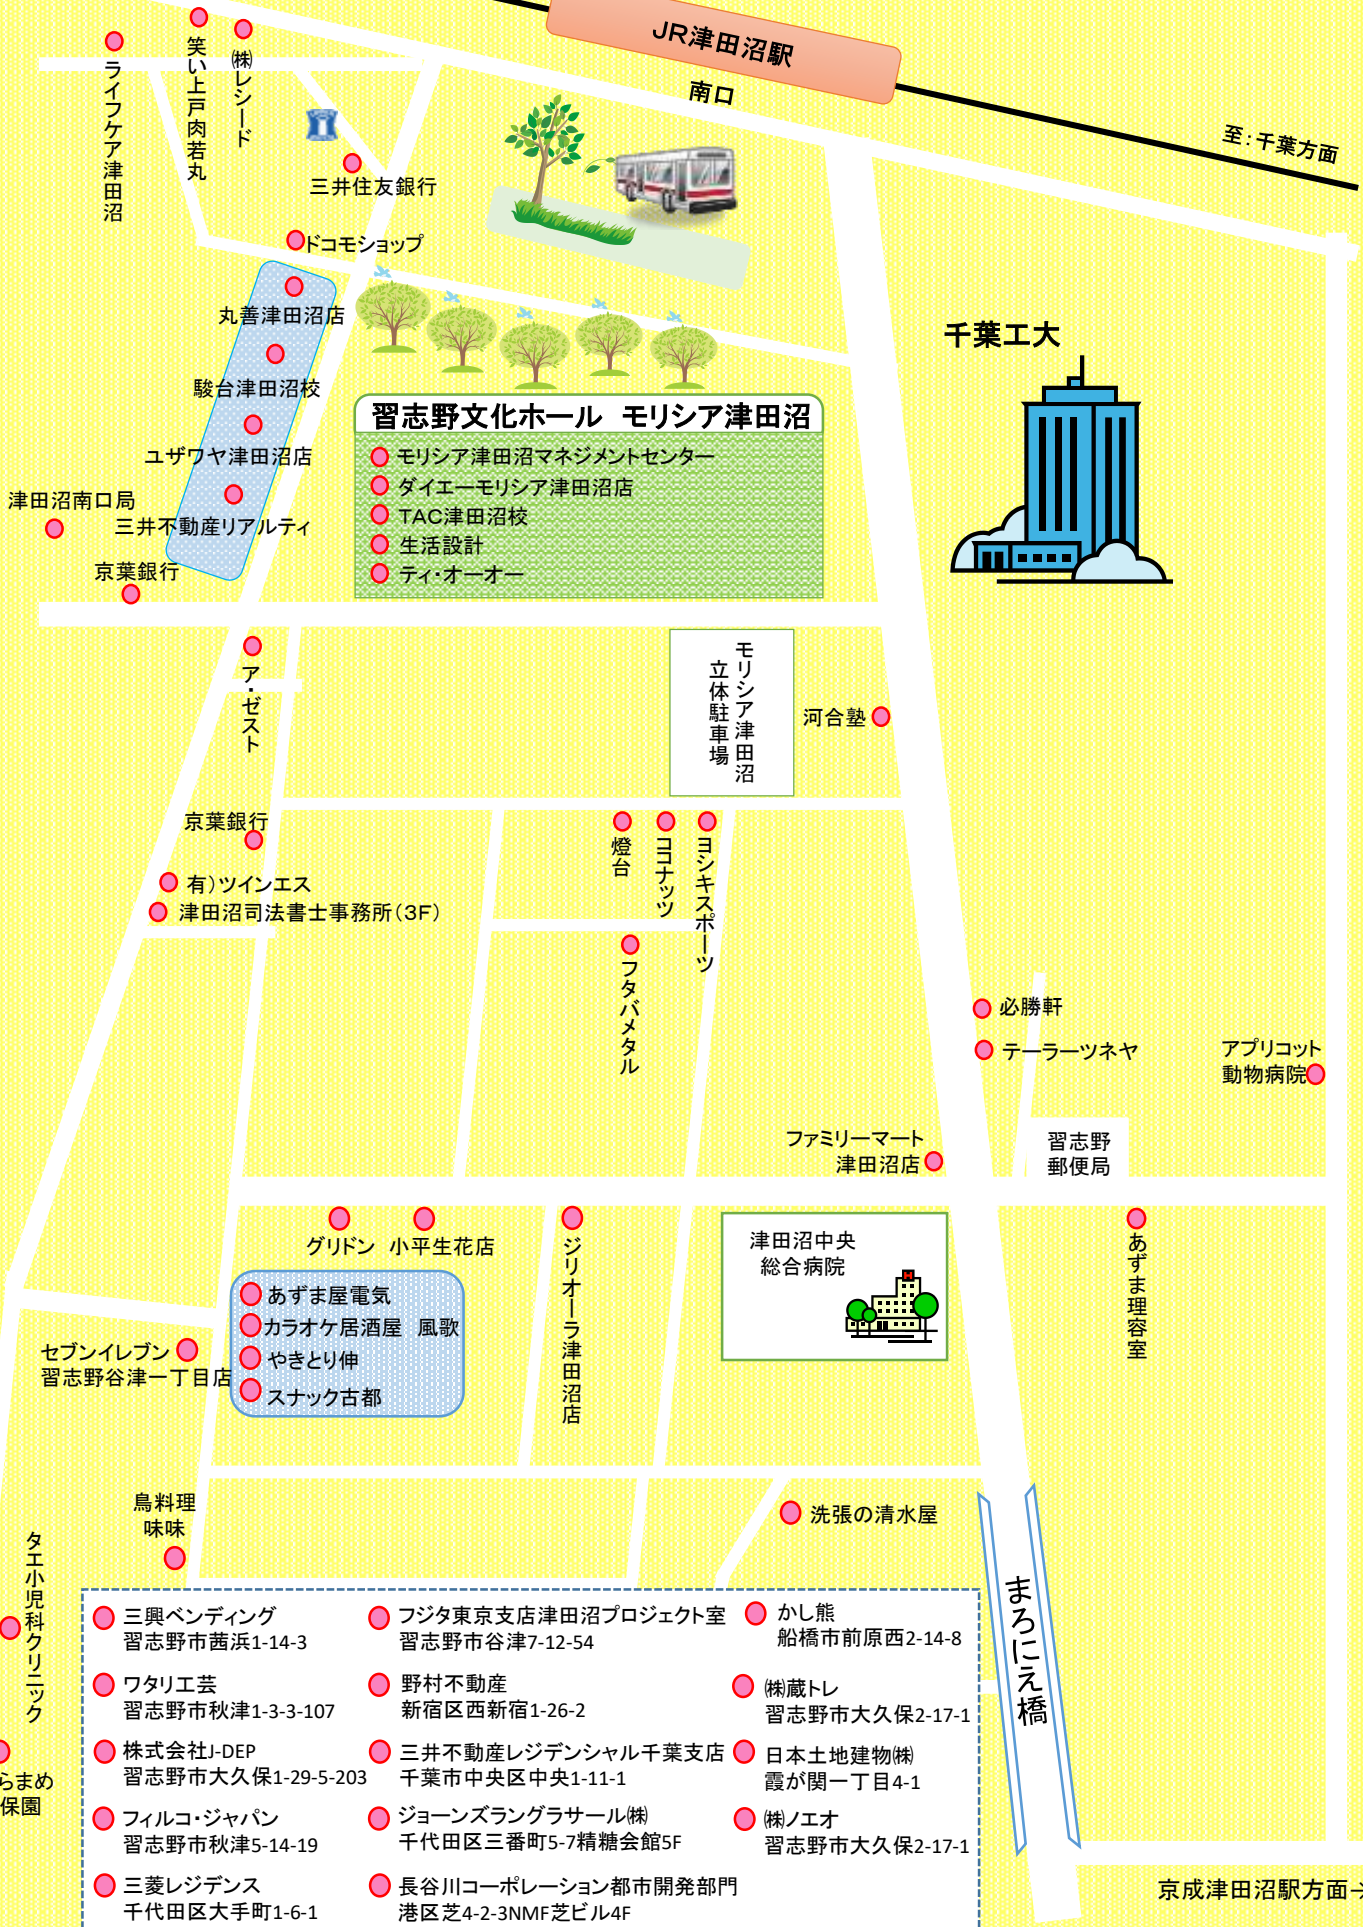 JR津田沼駅
南口
至：千葉方面
ライフケア津田沼
笑い上戸肉若丸
㈱レシード
三井住友銀行
ドコモショップ
丸善津田沼店
駿台津田沼校
ユザワヤ津田沼店
三井不動産リアルティ
津田沼南口局
京葉銀行
千葉工大
習志野文化ホール　モリシア津田沼
モリシア津田沼マネジメントセンター
ダイエーモリシア津田沼店
TAC津田沼校
生活設計
ティ・オーオー
ア・ゼスト
モリシア津田沼
立体駐車場
河合塾
京葉銀行
有）ツインエス
津田沼司法書士事務所（3F）
燈台
ココナッツ
ヨシキスポーツ
フタバメタル
必勝軒
テーラーツネヤ
アプリコット
動物病院
ファミリーマート
津田沼店
習志野
郵便局
グリドン
小平生花店
ジリオーラ津田沼店
津田沼中央
総合病院
H
あずま理容室
あずま屋電気
カラオケ居酒屋　風歌
やきとり伸
スナック古都
セブンイレブン
習志野谷津一丁目店
鳥料理
味味
洗張の清水屋
タエ小児科クリニック
らまめ
保園
まろにえ橋
三興ベンディング
習志野市茜浜1-14-3
ワタリエ芸
習志野市秋津1-3-3-107
株式会社J-DEP
習志野市大久保1-29-5-203
フィルコ・ジャパン
習志野市秋津5-14-19
三菱レジデンス
千代田区大手町1-6-1
フジタ東京支店津田沼プロジェクト室
習志野市谷津7-12-54
野村不動産
新宿区西新宿1-26-2
三井不動産レジデンシャル千葉支店
千葉市中央区中央1-11-1
ジョーンズラングラサール㈱
千代田区三番町5-7精糖会館5F
長谷川コーポレーション都市開発部門
港区芝4-2-3NMF芝ビル4F
かし熊
船橋市前原西2-14-8
㈱蔵トレ
習志野市大久保2-17-1
日本土地建物㈱
霞が関一丁目4-1
㈱ノエオ
習志野市大久保2-17-1
京成津田沼駅方面→